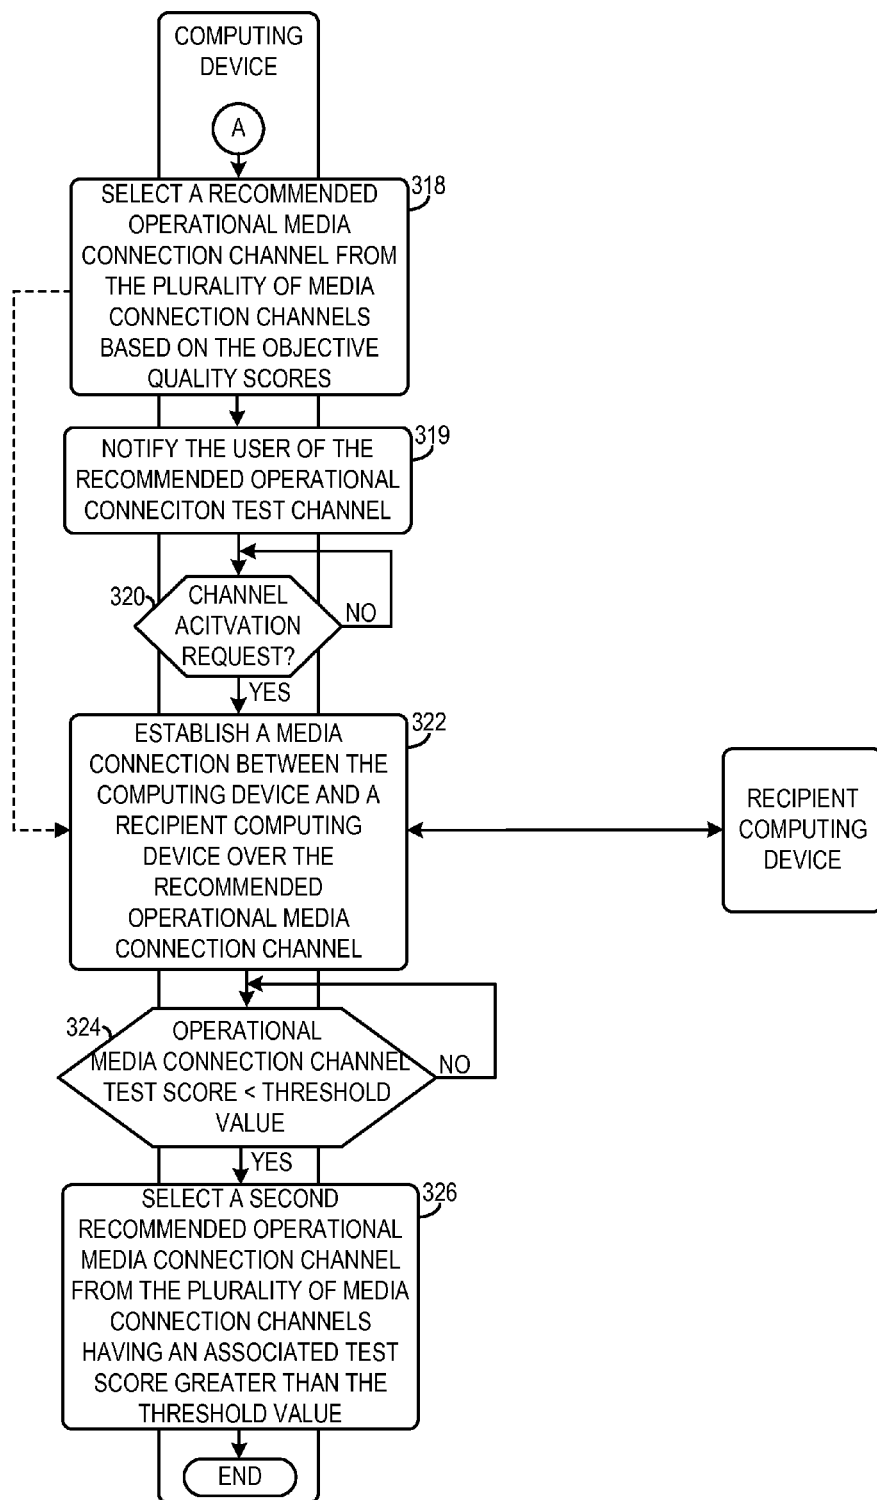 COMPUTING
DEVICE
A
318
SELECT A RECOMMENDED
OPERATIONAL MEDIA
CONNECTION CHANNEL FROM
THE PLURALITY OF MEDIA
CONNECTION CHANNELS
BASED ON THE OBJECTIVE
QUALITY SCORES
319
NOTIFY THE USER OF THE
RECOMMENDED OPERATIONAL
CONNECITON TEST CHANNEL
320
CHANNEL
ACITVATION
REQUEST?
NO
YES
322
ESTABLISH A MEDIA
CONNECTION BETWEEN THE
COMPUTING DEVICE AND A
RECIPIENT COMPUTING
DEVICE OVER THE
RECOMMENDED
OPERATIONAL MEDIA
CONNECTION CHANNEL
RECIPIENT
COMPUTING
DEVICE
324
OPERATIONAL
MEDIA CONNECTION CHANNEL
TEST SCORE < THRESHOLD
VALUE
NO
YES
326
SELECT A SECOND
RECOMMENDED OPERATIONAL
MEDIA CONNECTION CHANNEL
FROM THE PLURALITY OF MEDIA
CONNECTION CHANNELS
HAVING AN ASSOCIATED TEST
SCORE GREATER THAN THE
THRESHOLD VALUE
END